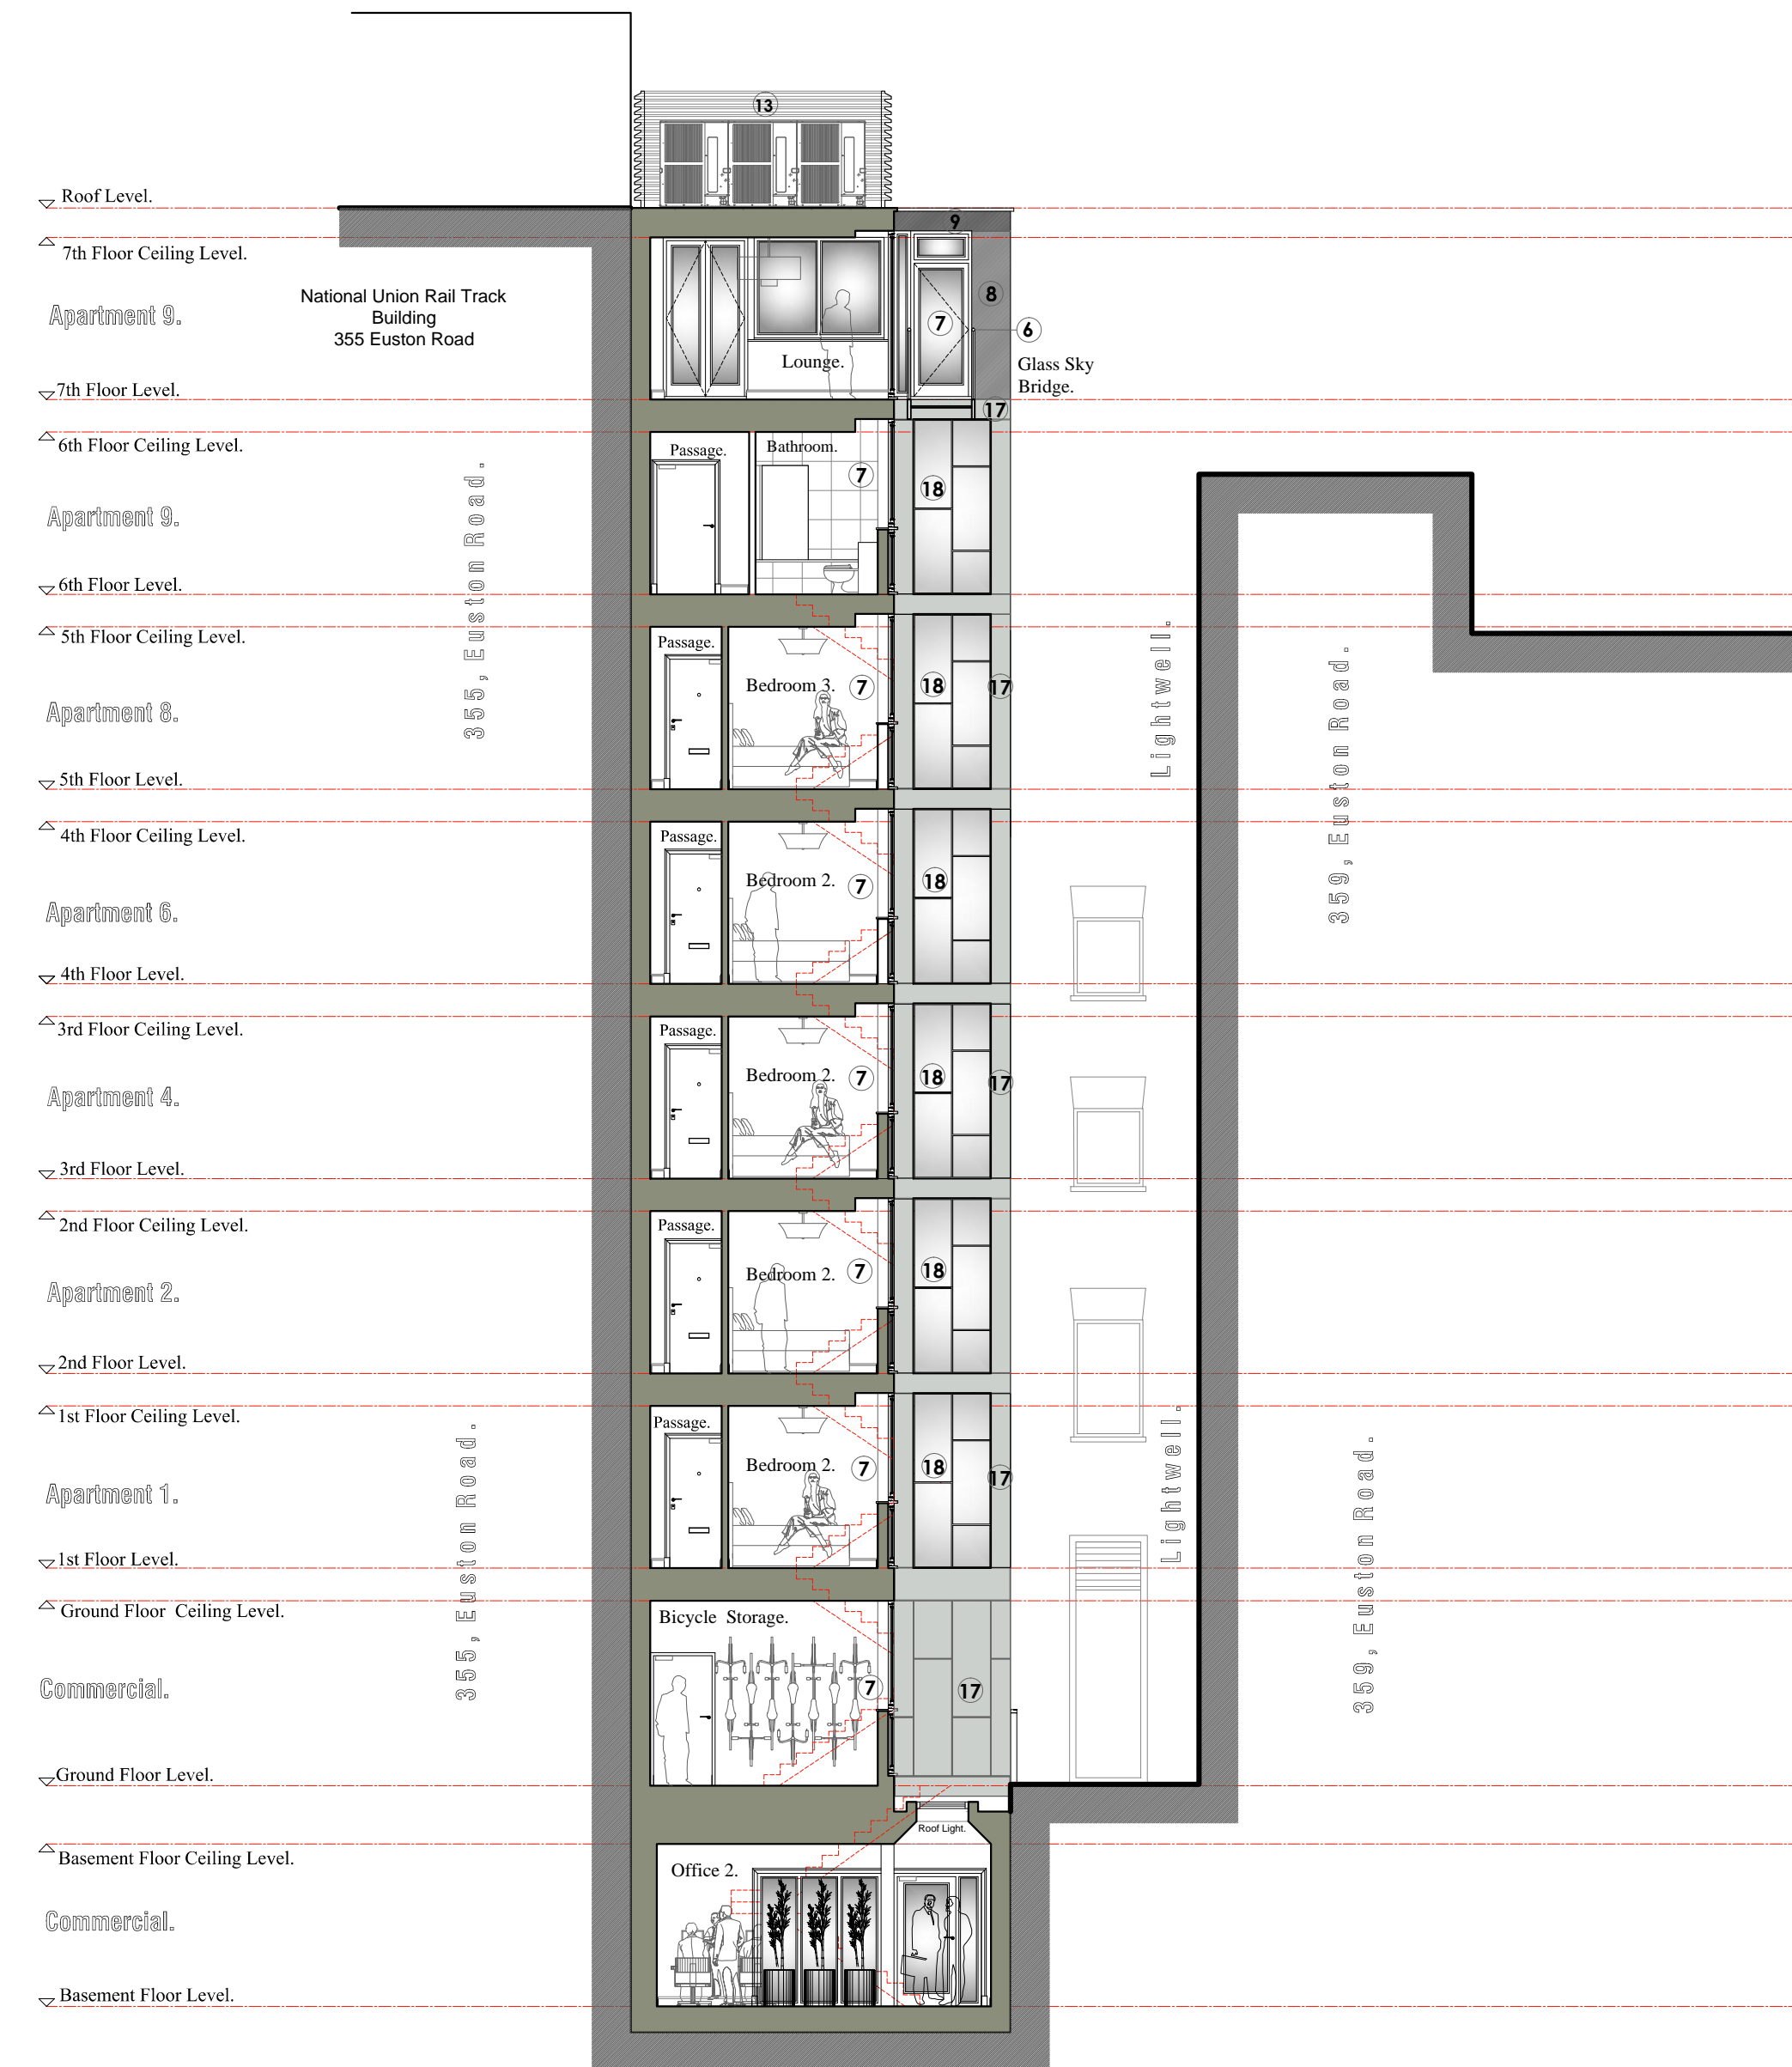 13
Roof Level.
9
7th Floor Ceiling Level.
National Union Rail Track
Building
355 Euston Road
Apartment 9.
8
7
6
Lounge.
Glass Sky
Bridge.
7th Floor Level.
17
6th Floor Ceiling Level.
Passage.
Bathroom.
7
18
Apartment 9.
355, Euston Road.
6th Floor Level.
5th Floor Ceiling Level.
Passage.
Bedroom 3.
7
18
17
Lightwell.
359, Euston Road.
Apartment 8.
5th Floor Level.
4th Floor Ceiling Level.
Passage.
Bedroom 2.
7
18
Apartment 6.
4th Floor Level.
3rd Floor Ceiling Level.
Passage.
Bedroom 2.
7
18
17
Apartment 4.
3rd Floor Level.
2nd Floor Ceiling Level.
Passage.
Bedroom 2.
7
18
Apartment 2.
2nd Floor Level.
1st Floor Ceiling Level.
Passage.
Bedroom 2.
7
18
17
Lightwell.
Apartment 1.
355, Euston Road.
359, Euston Road.
1st Floor Level.
Ground Floor Ceiling Level.
Bicycle Storage.
7
17
Commercial.
Ground Floor Level.
Roof Light.
Basement Floor Ceiling Level.
Office 2.
Commercial.
Basement Floor Level.